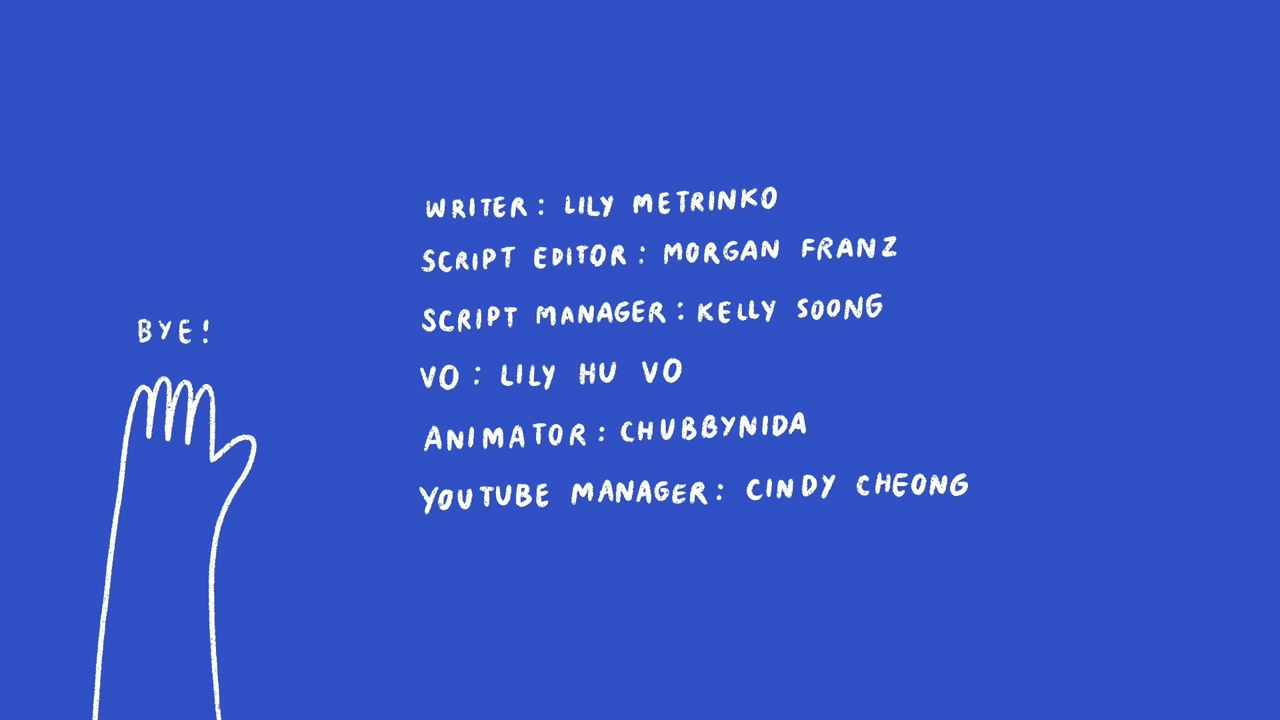 BYE!
WRITER: LILY METRINKO
SCRIPT EDITOR: MORGAN FRANZ
SCRIPT MANAGER: KELLY SOONG
VO: LILY HU VO
ANIMATOR: CHUBBYNIDA
YOUTUBE MANAGER: CINDY CHEONG